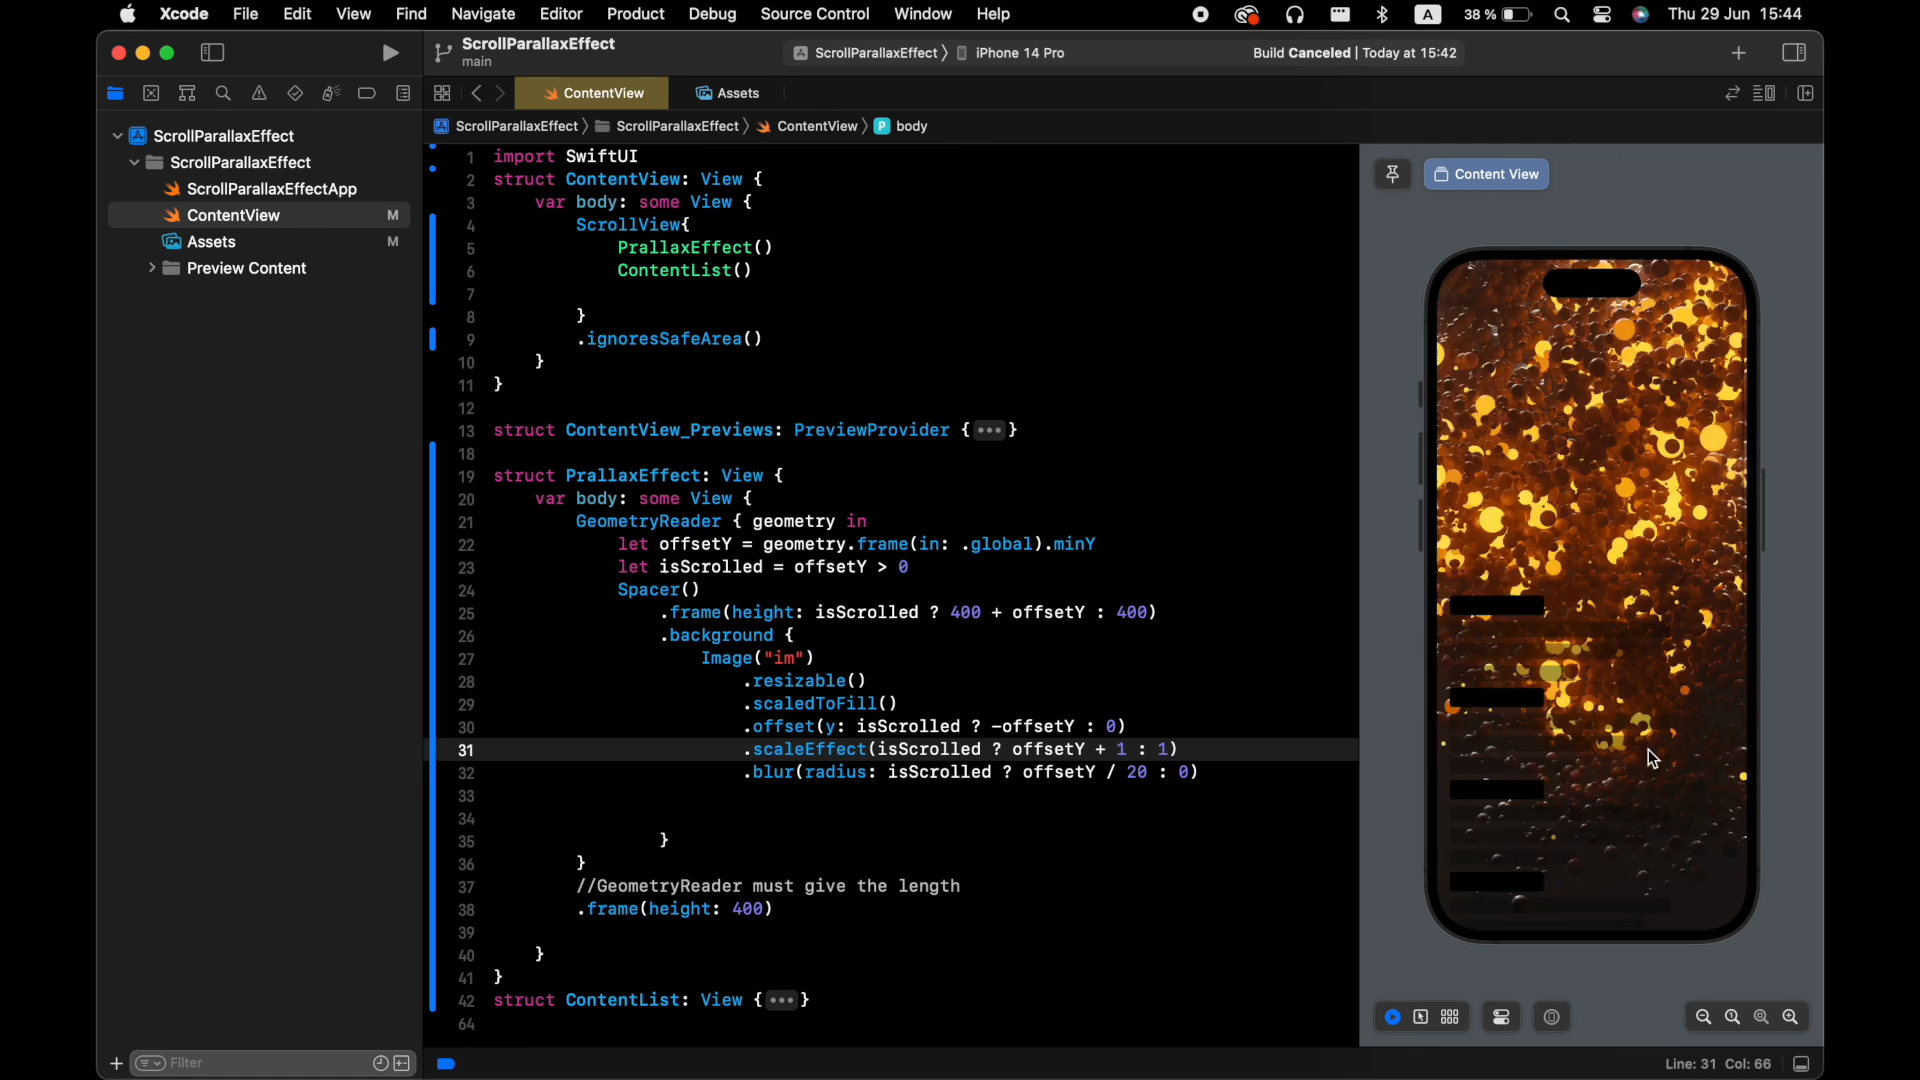 Xcode File Edit View Find Navigate Editor Product Debug Source Control Window Help A 38 % Thu 29 Jun 15:44
ScrollParallaxEffect
main
ScrollParallaxEffect 〉 iPhone 14 Pro Build Canceled | Today at 15:42
ContentView Assets
ScrollParallaxEffect 〉 ScrollParallaxEffect 〉 ContentView 〉 P body
ScrollParallaxEffect
ScrollParallaxEffect
ScrollParallaxEffectApp
ContentView M
Assets M
Preview Content
1 import SwiftUI
2 struct ContentView: View {
3 var body: some View {
4 ScrollView{
5 PrallaxEffect()
6 ContentList()
7
8 }
9 .ignoresSafeArea()
10 }
11 }
12
13 struct ContentView_Previews: PreviewProvider {•••}
18
19 struct PrallaxEffect: View {
20 var body: some View {
21 GeometryReader { geometry in
22 let offsetY = geometry.frame(in: .global).minY
23 let isScrolled = offsetY > 0
24 Spacer()
25 .frame(height: isScrolled ? 400 + offsetY : 400)
26 .background {
27 Image("im")
28 .resizable()
29 .scaledToFill()
30 .offset(y: isScrolled ? -offsetY : 0)
31 .scaleEffect(isScrolled ? offsetY + 1 : 1)
32 .blur(radius: isScrolled ? offsetY / 20 : 0)
33
34
35 }
36 }
37 //GeometryReader must give the length
38 .frame(height: 400)
39
40 }
41 }
42 struct ContentList: View {•••}
64
Content View
Filter
Line: 31 Col: 66